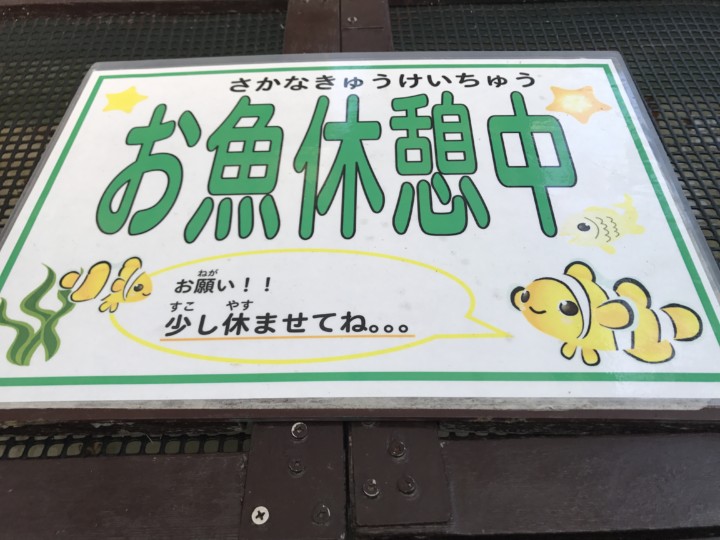 さかなきゅうけいちゅう
お魚休憩中
ねが
お願い！！
すこ やす
少し休ませてね。。。